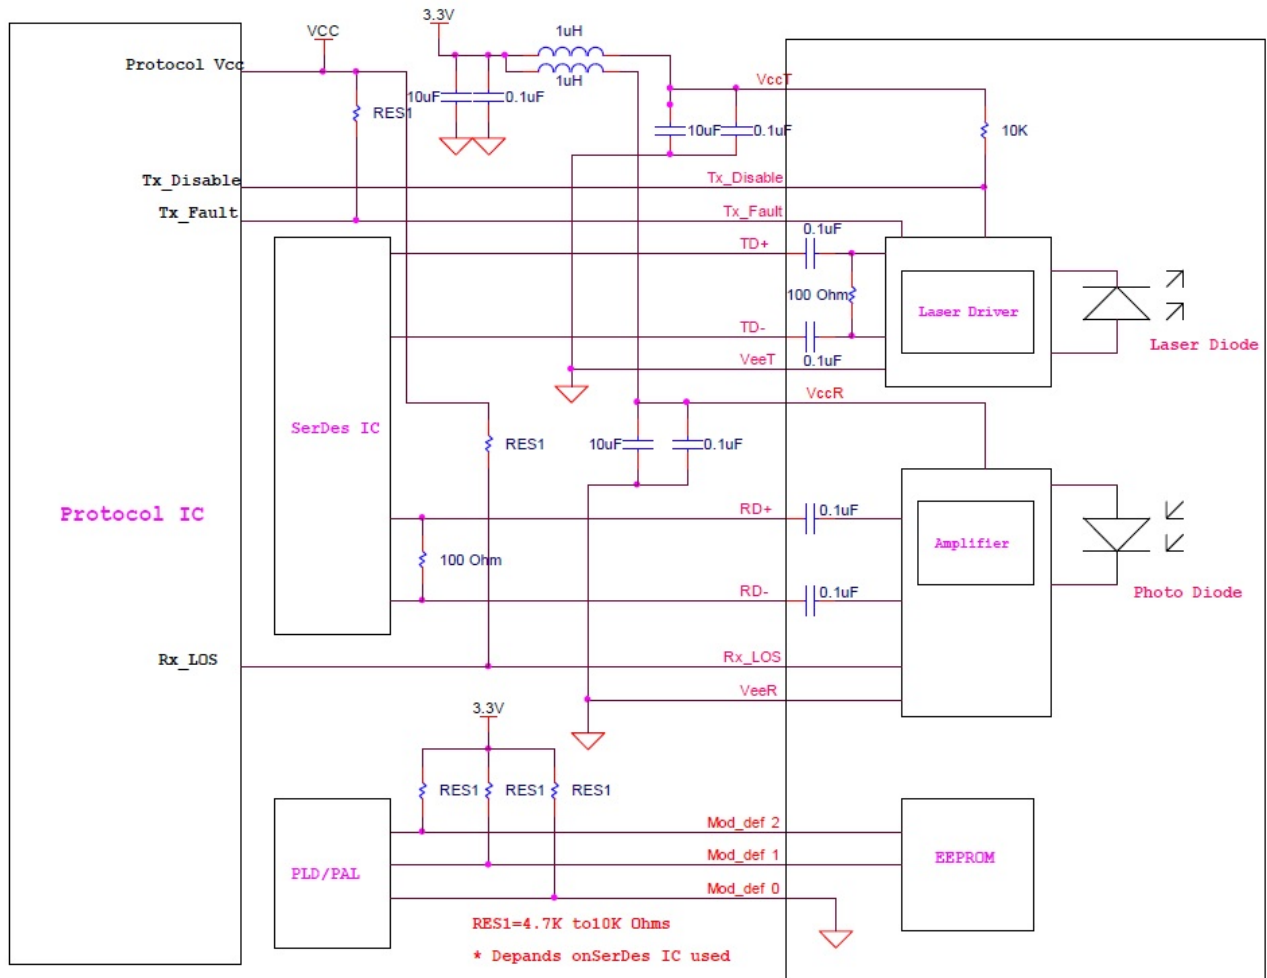 3.3V
VCC
1uH
Protocol Vcc
1uH
VccT
10uF
0.1uF
RES1
10uF
0.1uF
10K
Tx_Disable
Tx_Disable
Tx_Fault
Tx_Fault
0.1uF
TD+
100 Ohm
Laser Driver
TD-
Laser Diode
VeeT
0.1uF
VccR
SerDes IC
RES1
10uF
0.1uF
Protocol IC
RD+
0.1uF
Amplifier
100 Ohm
RD-
0.1uF
Photo Diode
Rx_LOS
Rx_LOS
VeeR
3.3V
RES1
RES1
RES1
Mod_def 2
Mod_def 1
EEPROM
PLD/PAL
Mod_def 0
RES1=4.7K to10K Ohms
* Depands onSerDes IC used